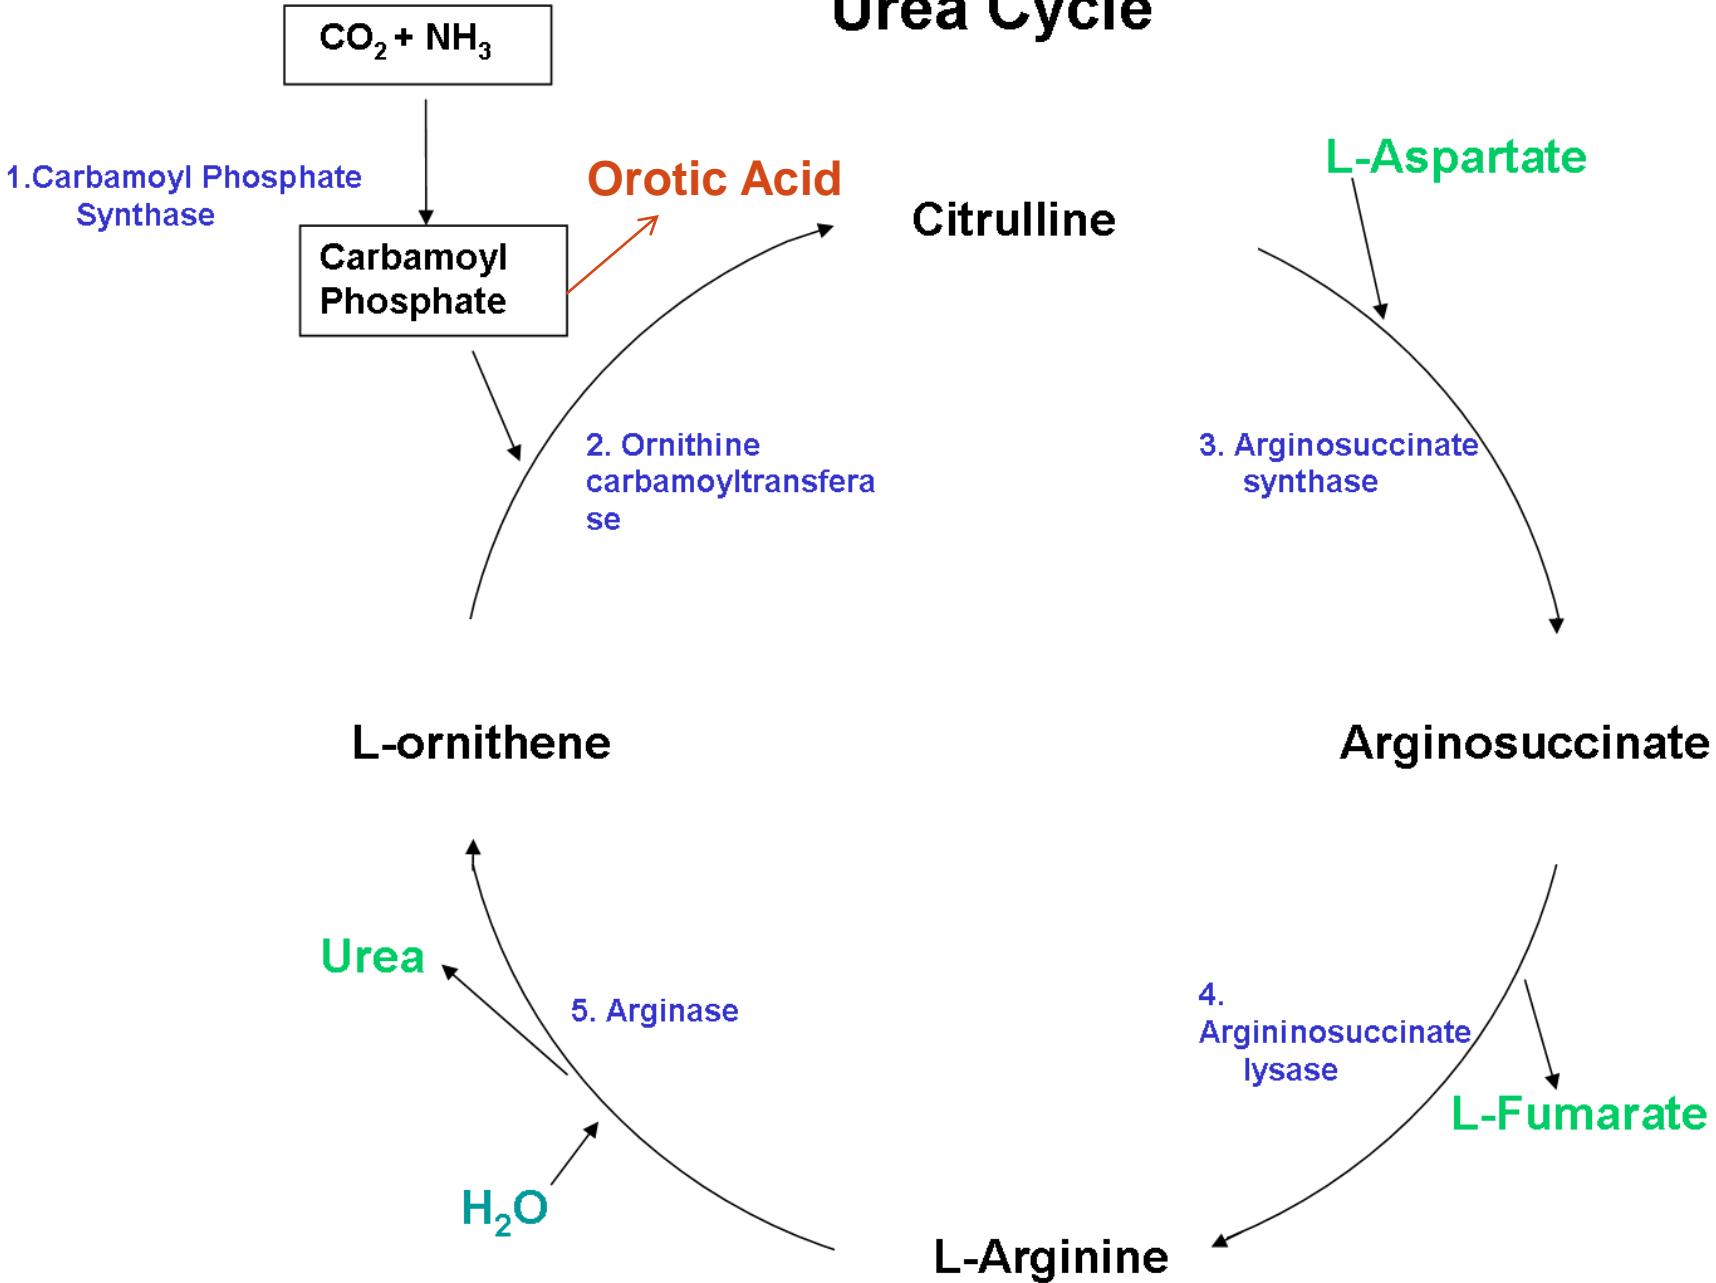 Urea Cycle
CO₂ + NH₃
1.Carbamoyl Phosphate
Synthase
Orotic Acid
L-Aspartate
Citrulline
Carbamoyl
Phosphate
2. Ornithine
carbamoyltransfera
se
3. Arginosuccinate
synthase
L-ornithene
Arginosuccinate
Urea
5. Arginase
4.
Argininosuccinate
lysase
L-Fumarate
H₂O
L-Arginine